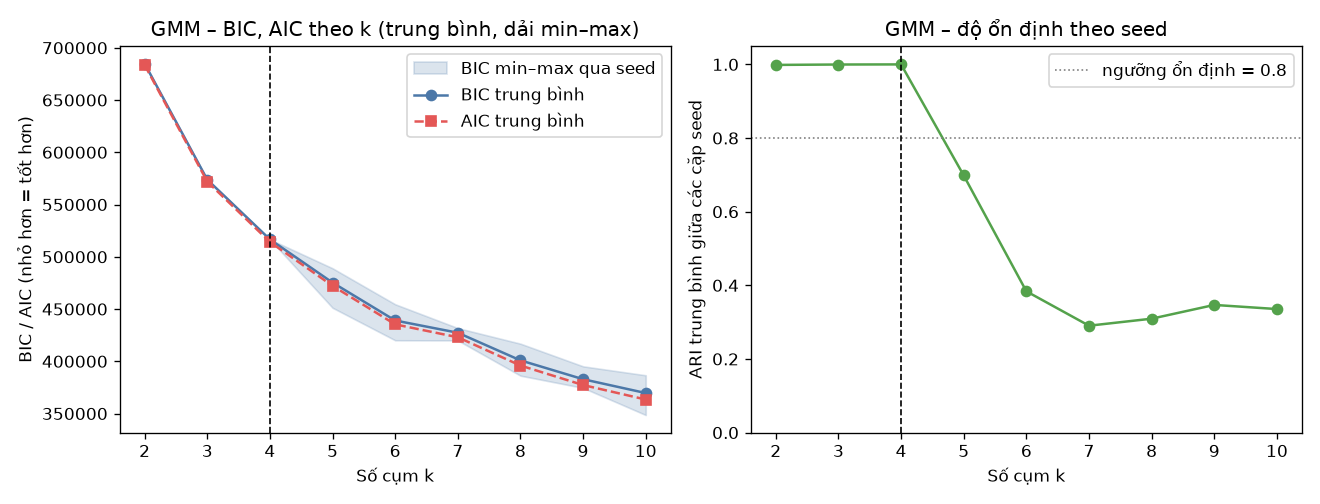 GMM – BIC, AIC theo k (trung bình, dải min–max)
BIC / AIC (nhỏ hơn = tốt hơn)
700000
650000
600000
550000
500000
450000
400000
350000
BIC min–max qua seed
BIC trung bình
AIC trung bình
2 3 4 5 6 7 8 9 10
Số cụm k
GMM – độ ổn định theo seed
ARI trung bình giữa các cặp seed
1.0
0.8
0.6
0.4
0.2
0.0
ngưỡng ổn định = 0.8
2 3 4 5 6 7 8 9 10
Số cụm k